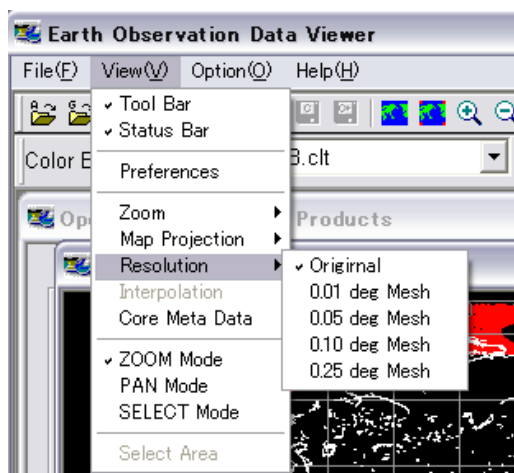 Earth Observation Data Viewer
File(F) View(V) Option(O) Help(H)
Tool Bar
Status Bar
Color E
3.clt
Preferences
Ope
Products
Zoom
Map Projection
Resolution
Origirnal
Interpolation
0.01 deg Mesh
Core Meta Data
0.05 deg Mesh
0.10 deg Mesh
ZOOM Mode
0.25 deg Mesh
PAN Mode
SELECT Mode
Select Area